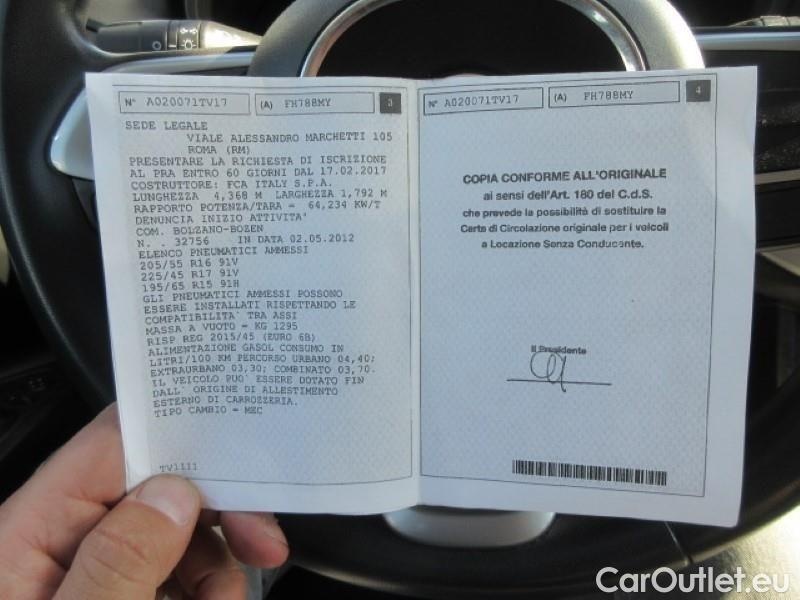 N° A020071TV17 (A) FH788MY 3
SEDE LEGALE
VIALE ALESSANDRO MARCHETTI 105
ROMA (RM)
PRESENTARE LA RICHIESTA DI ISCRIZIONE
AL PRA ENTRO 60 GIORNI DAL 17.02.2017
COSTRUTTORE: FCA ITALY S.P.A.
LUNGHEZZA 4,368 M LARGHEZZA 1,792 M
RAPPORTO POTENZA/TARA = 64,234 KW/T
DENUNCIA INIZIO ATTIVITA'
COM. BOLZANO-BOZEN
N. . 32756 IN DATA 02.05.2012
ELENCO PNEUMATICI AMMESSI
205/55 R16 91V
225/45 R17 91V
195/65 R15 91H
GLI PNEUMATICI AMMESSI POSSONO
ESSERE INSTALLATI RISPETTANDO LE
COMPATIBILITA' TRA ASSI
MASSA A VUOTO = KG 1295
RISP REG 2015/45 (EURO 6B)
ALIMENTAZIONE GASOL CONSUMO IN
LITRI/100 KM PERCORSO URBANO 04,40;
EXTRAURBANO 03,30; COMBINATO 03,70.
IL VEICOLO PUO' ESSERE DOTATO FIN
DALL' ORIGINE DI ALLESTIMENTO
ESTERNO DI CARROZZERIA.
TIPO CAMBIO = MEC
TV1111
N° A020071TV17 (A) FH788MY 4
COPIA CONFORME ALL'ORIGINALE
ai sensi dell'Art. 180 del C.d.S.
che prevede la possibilità di sostituire la
Carta di Circolazione originale per i veicoli
a Locazione Senza Conducente.
Il Presidente
CarOutlet.eu